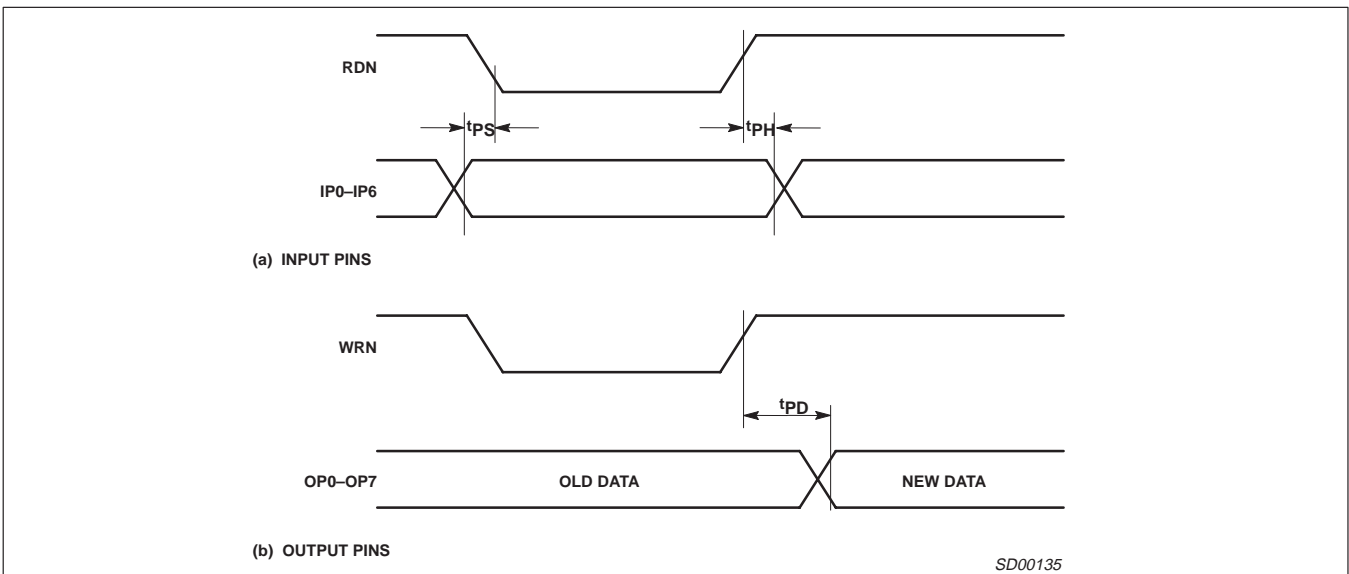 RDN
tPS
tPH
IP0–IP6
(a) INPUT PINS
WRN
tPD
OP0–OP7 OLD DATA NEW DATA
(b) OUTPUT PINS
SD00135